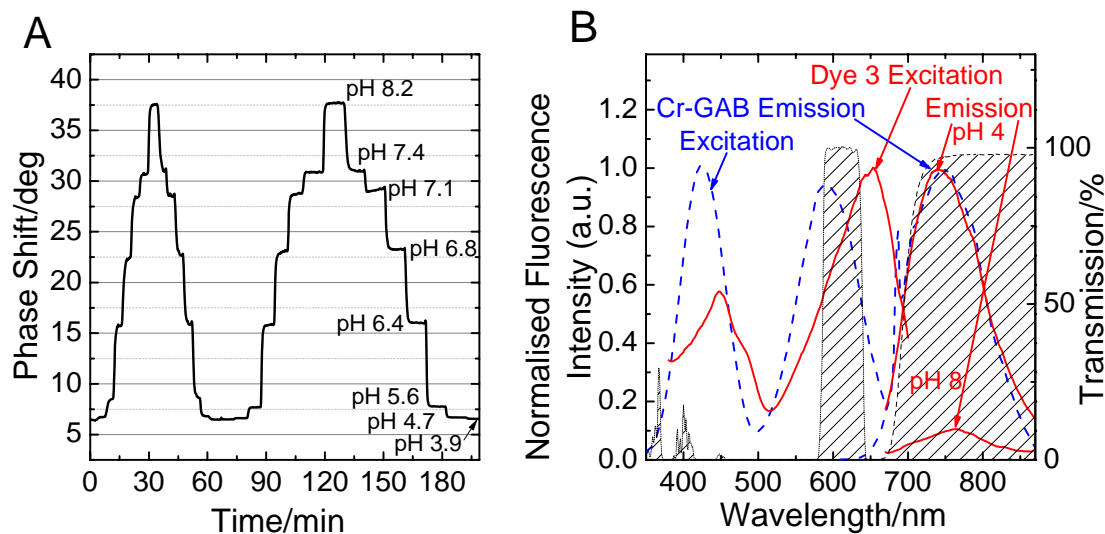 A
Phase Shift/deg
40
35
30
25
20
15
10
5
pH 8.2
pH 7.4
pH 7.1
pH 6.8
pH 6.4
pH 5.6
pH 4.7
pH 3.9
0 30 60 90 120 150 180
Time/min
B
Normalised Fluorescence
Intensity (a.u.)
1.2
1.0
0.8
0.6
0.4
0.2
0.0
Dye 3 Excitation
Cr-GAB Emission
Emission
Excitation
pH 4
pH 8
100
50
0
Transmission/%
400 500 600 700 800
Wavelength/nm